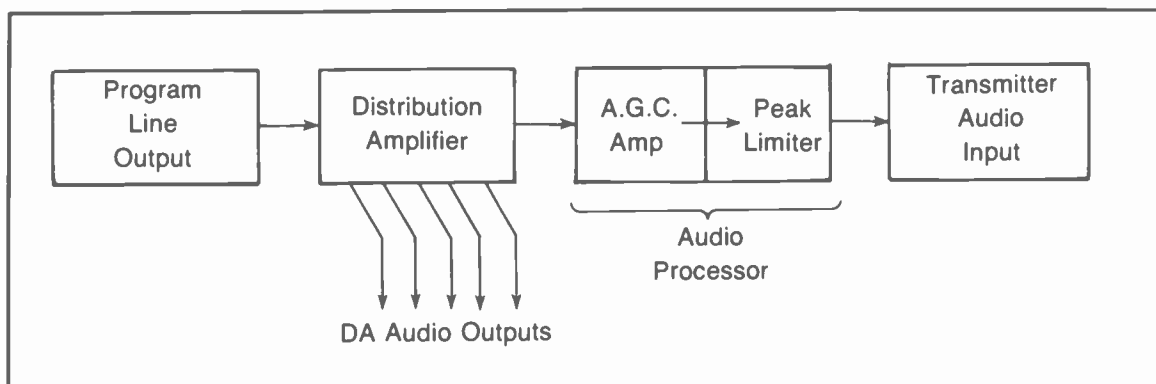 Program
Line
Output
Distribution
Amplifier
A.G.C.
Amp
Peak
Limiter
Transmitter
Audio
Input
Audio
Processor
DA Audio Outputs